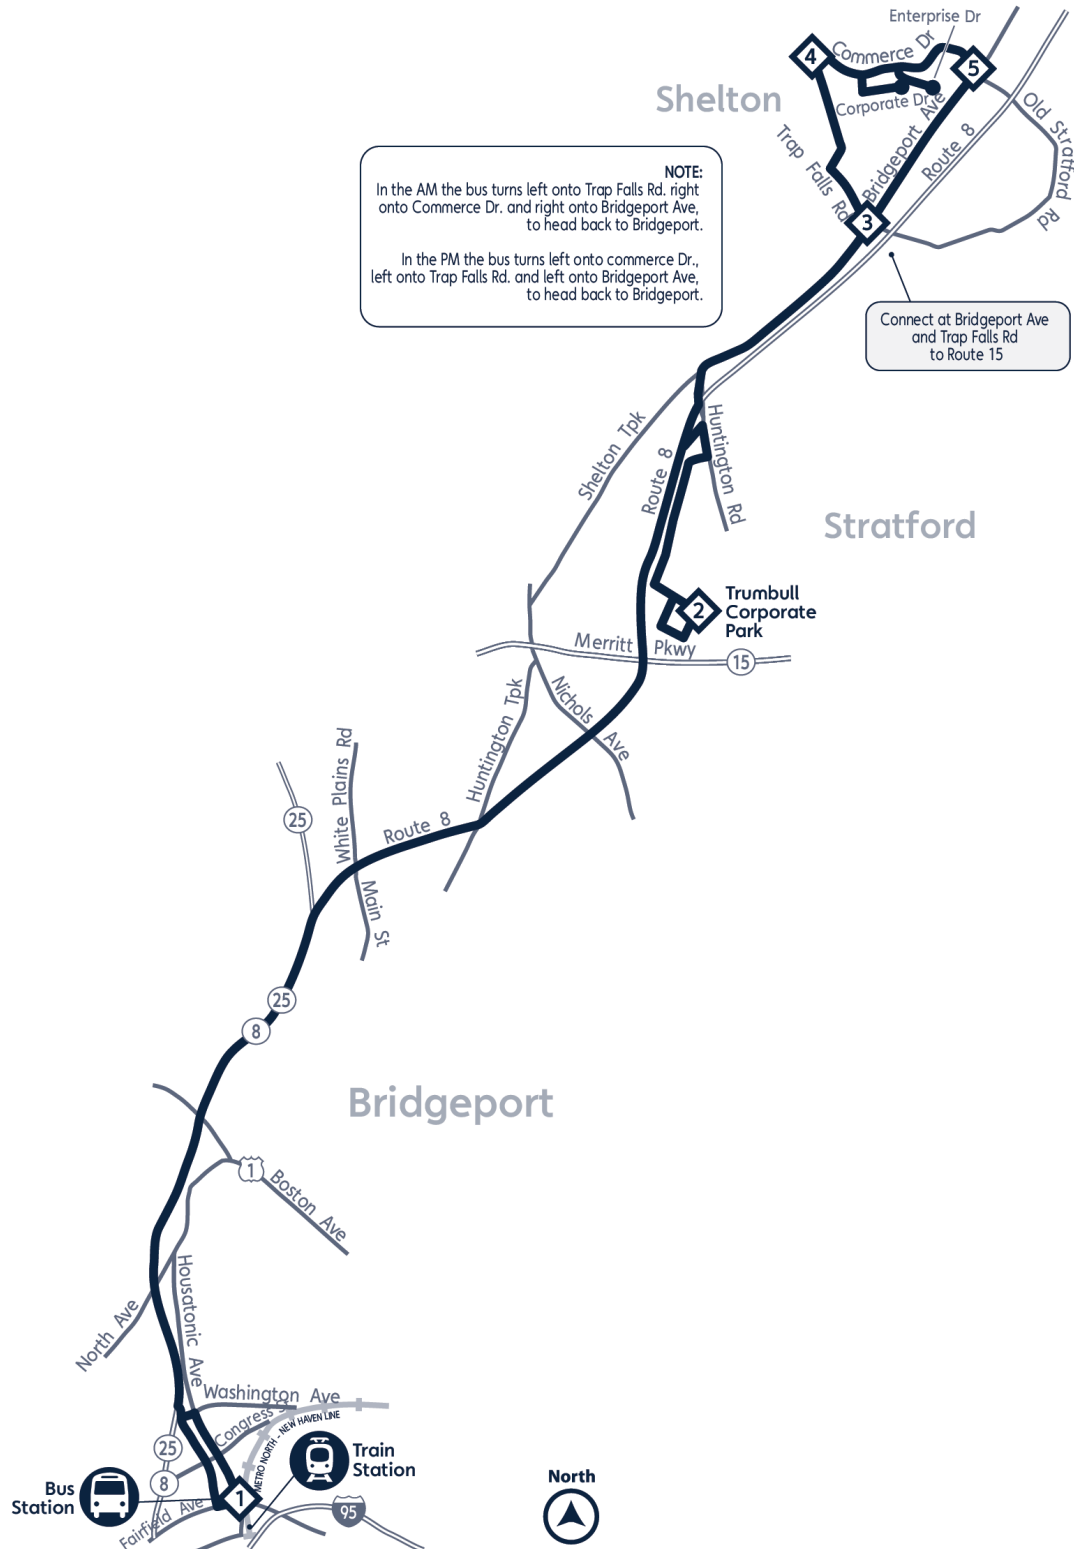 Enterprise Dr
Commerce Dr
4
5
Corporate Dr
Shelton
Old Stratford Rd
Trap Falls Rd
Bridgeport Ave
Route 8
3
NOTE:
In the AM the bus turns left onto Trap Falls Rd. right
onto Commerce Dr. and right onto Bridgeport Ave,
to head back to Bridgeport.
In the PM the bus turns left onto commerce Dr.,
left onto Trap Falls Rd. and left onto Bridgeport Ave,
to head back to Bridgeport.
Connect at Bridgeport Ave
and Trap Falls Rd
to Route 15
Shelton Tpk
Huntington Rd
Route 8
Stratford
2
Trumbull
Corporate
Park
Merritt Pkwy
15
Nichols Ave
Huntington Tpk
White Plains Rd
25
Route 8
Main St
25
8
Bridgeport
1
Boston Ave
Housatonic Ave
North Ave
Washington Ave
Congress St
METRO NORTH - NEW HAVEN LINE
25
8
Train
Station
Bus
Station
1
Fairfield Ave
95
North